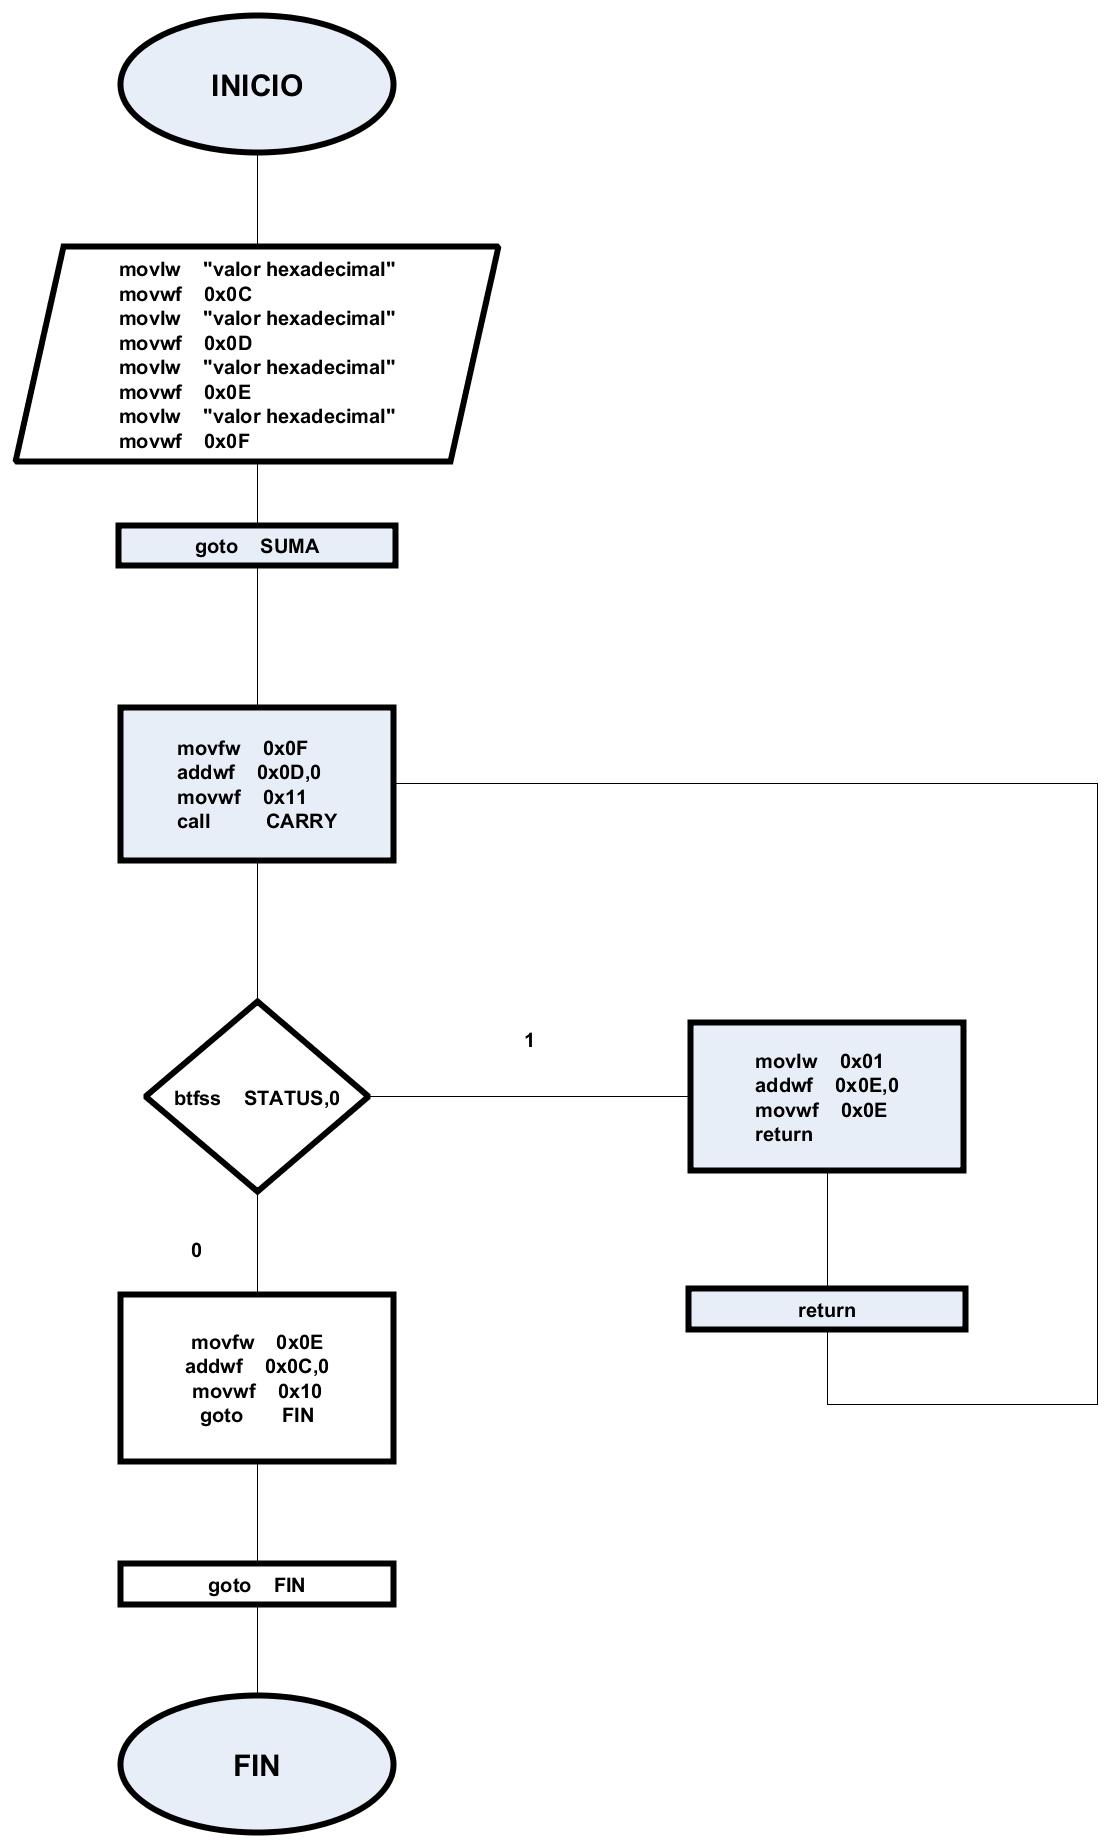 INICIO
movlw "valor hexadecimal"
movwf 0x0C
movlw "valor hexadecimal"
movwf 0x0D
movlw "valor hexadecimal"
movwf 0x0E
movlw "valor hexadecimal"
movwf 0x0F
goto SUMA
movfw 0x0F
addwf 0x0D,0
movwf 0x11
call CARRY
btfss STATUS,0
1
movlw 0x01
addwf 0x0E,0
movwf 0x0E
return
return
0
movfw 0x0E
addwf 0x0C,0
movwf 0x10
goto FIN
goto FIN
FIN